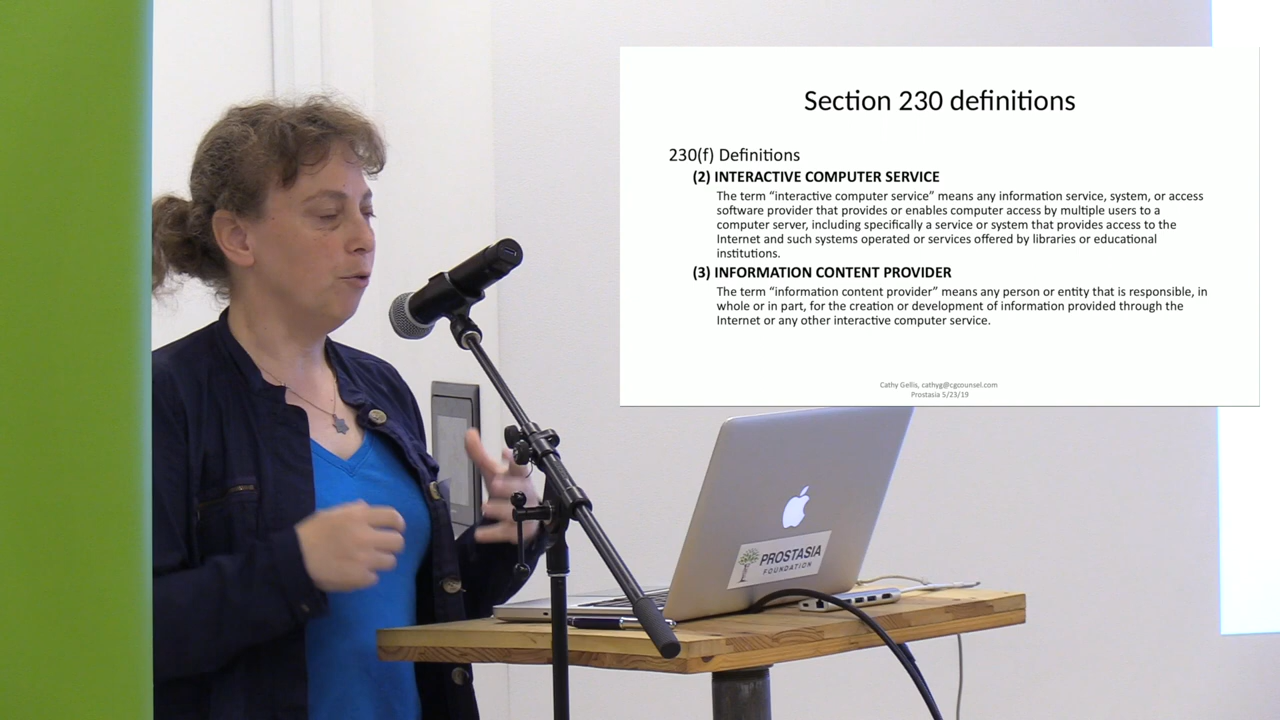 Section 230 definitions
230(f) Definitions
(2) INTERACTIVE COMPUTER SERVICE
The term “interactive computer service” means any information service, system, or access
software provider that provides or enables computer access by multiple users to a
computer server, including specifically a service or system that provides access to the
Internet and such systems operated or services offered by libraries or educational
institutions.
(3) INFORMATION CONTENT PROVIDER
The term “information content provider” means any person or entity that is responsible, in
whole or in part, for the creation or development of information provided through the
Internet or any other interactive computer service.
Cathy Gellis, cathyg@cgcounsel.com
Prostasia 5/23/19
PROSTASIA
FOUNDATION